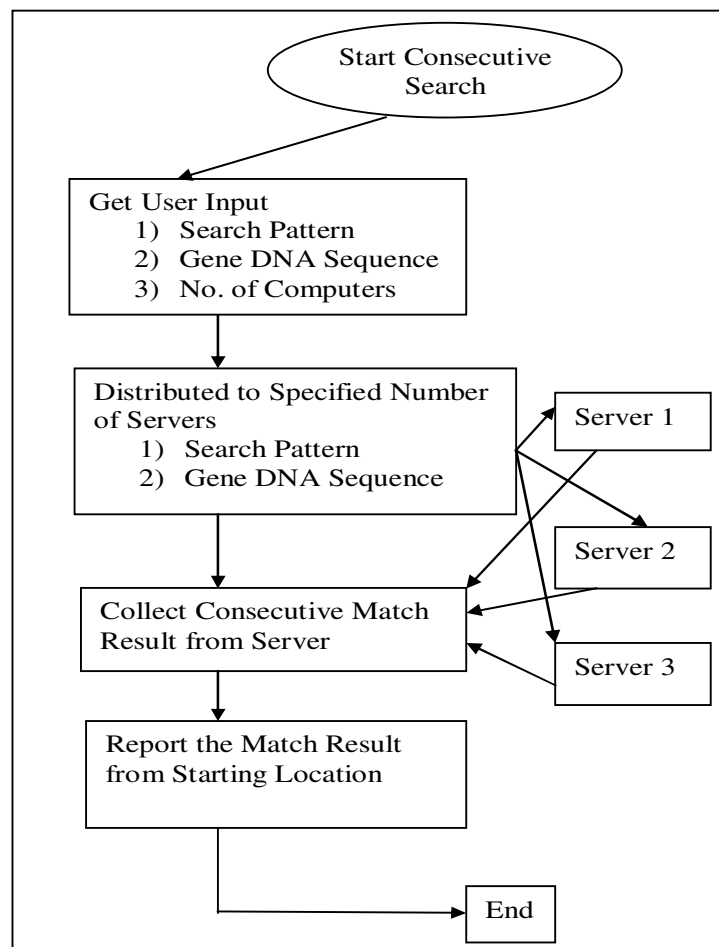 Start Consecutive
Search
Get User Input
1) Search Pattern
2) Gene DNA Sequence
3) No. of Computers
Distributed to Specified Number
of Servers
1) Search Pattern
2) Gene DNA Sequence
Server 1
Server 2
Server 3
Collect Consecutive Match
Result from Server
Report the Match Result
from Starting Location
End